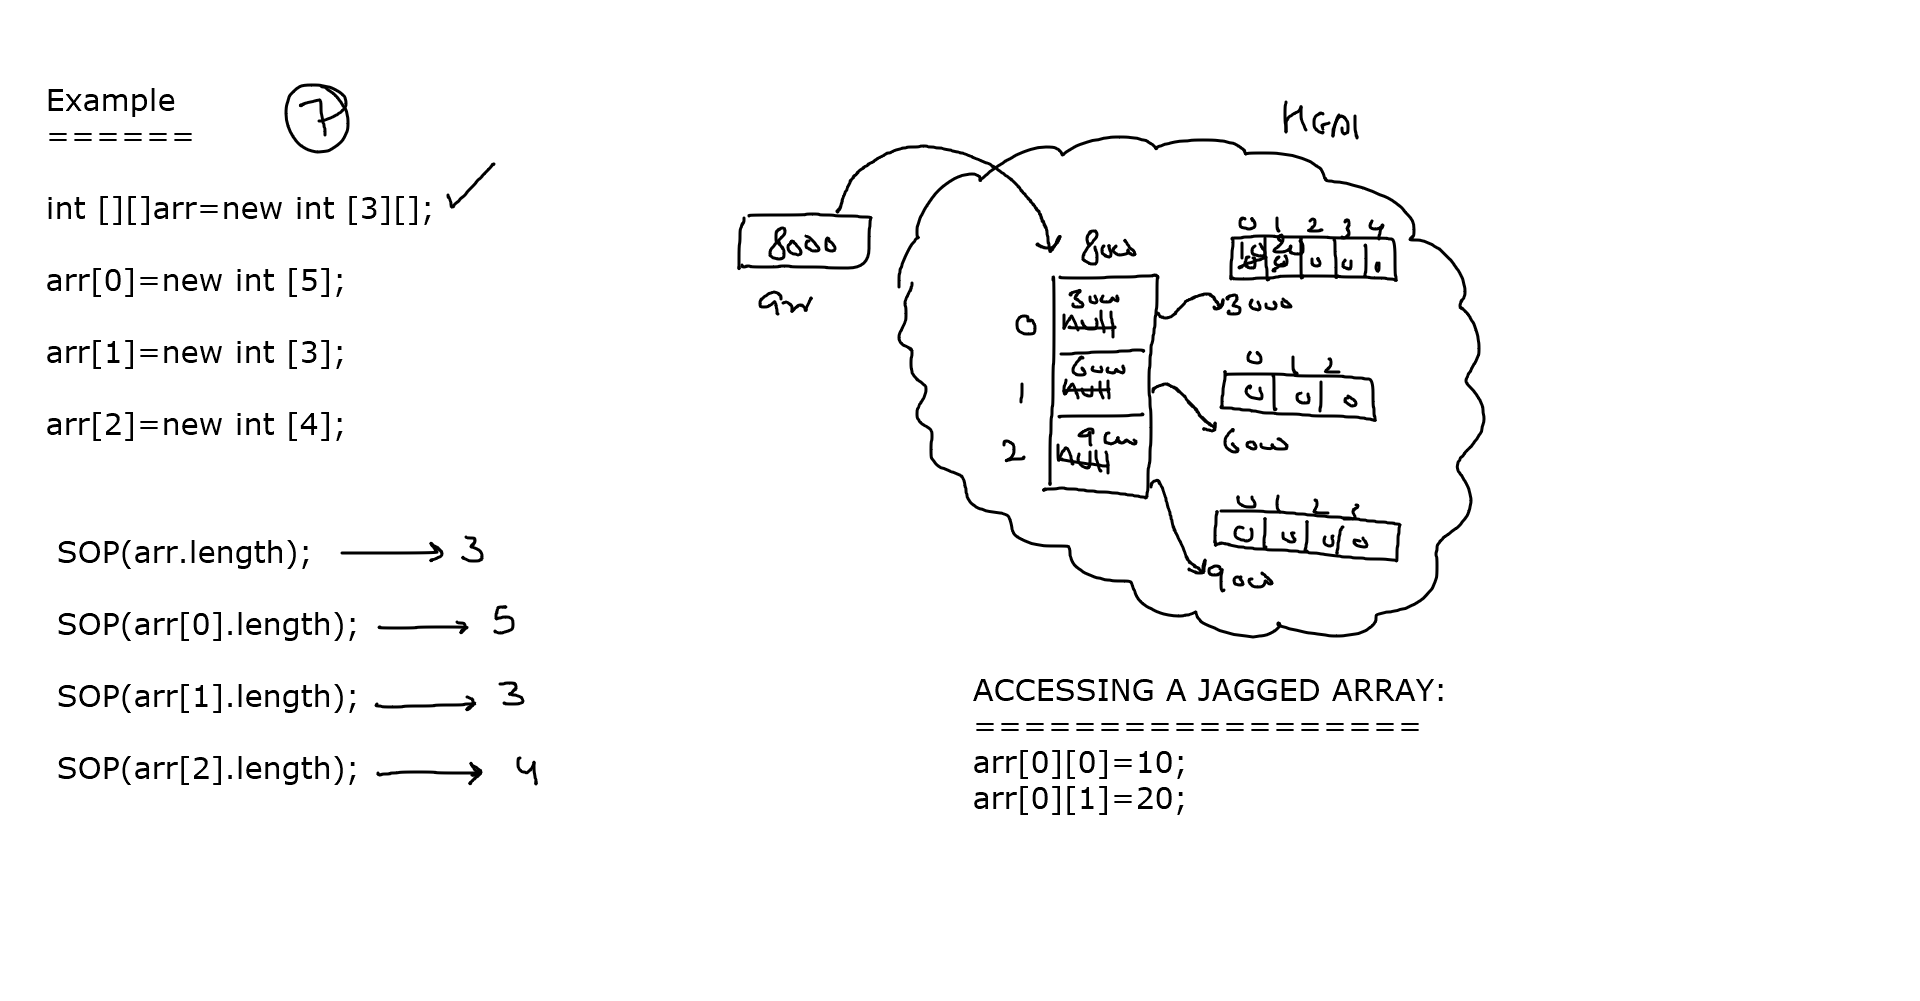 Example
7
======
int [][]arr=new int [3][];
arr[0]=new int [5];
arr[1]=new int [3];
arr[2]=new int [4];
SOP(arr.length); 3
SOP(arr[0].length); 5
SOP(arr[1].length); 3
SOP(arr[2].length); 4
8000
arr
8000
0
3000
null
1
6000
null
2
9000
null
0 1 2 3 4
10 20 0 0 0
0 0
3000
0 1 2
0 0 0
6000
0 1 2 3
0 0 0 0
9000
ACCESSING A JAGGED ARRAY:
==================
arr[0][0]=10;
arr[0][1]=20;